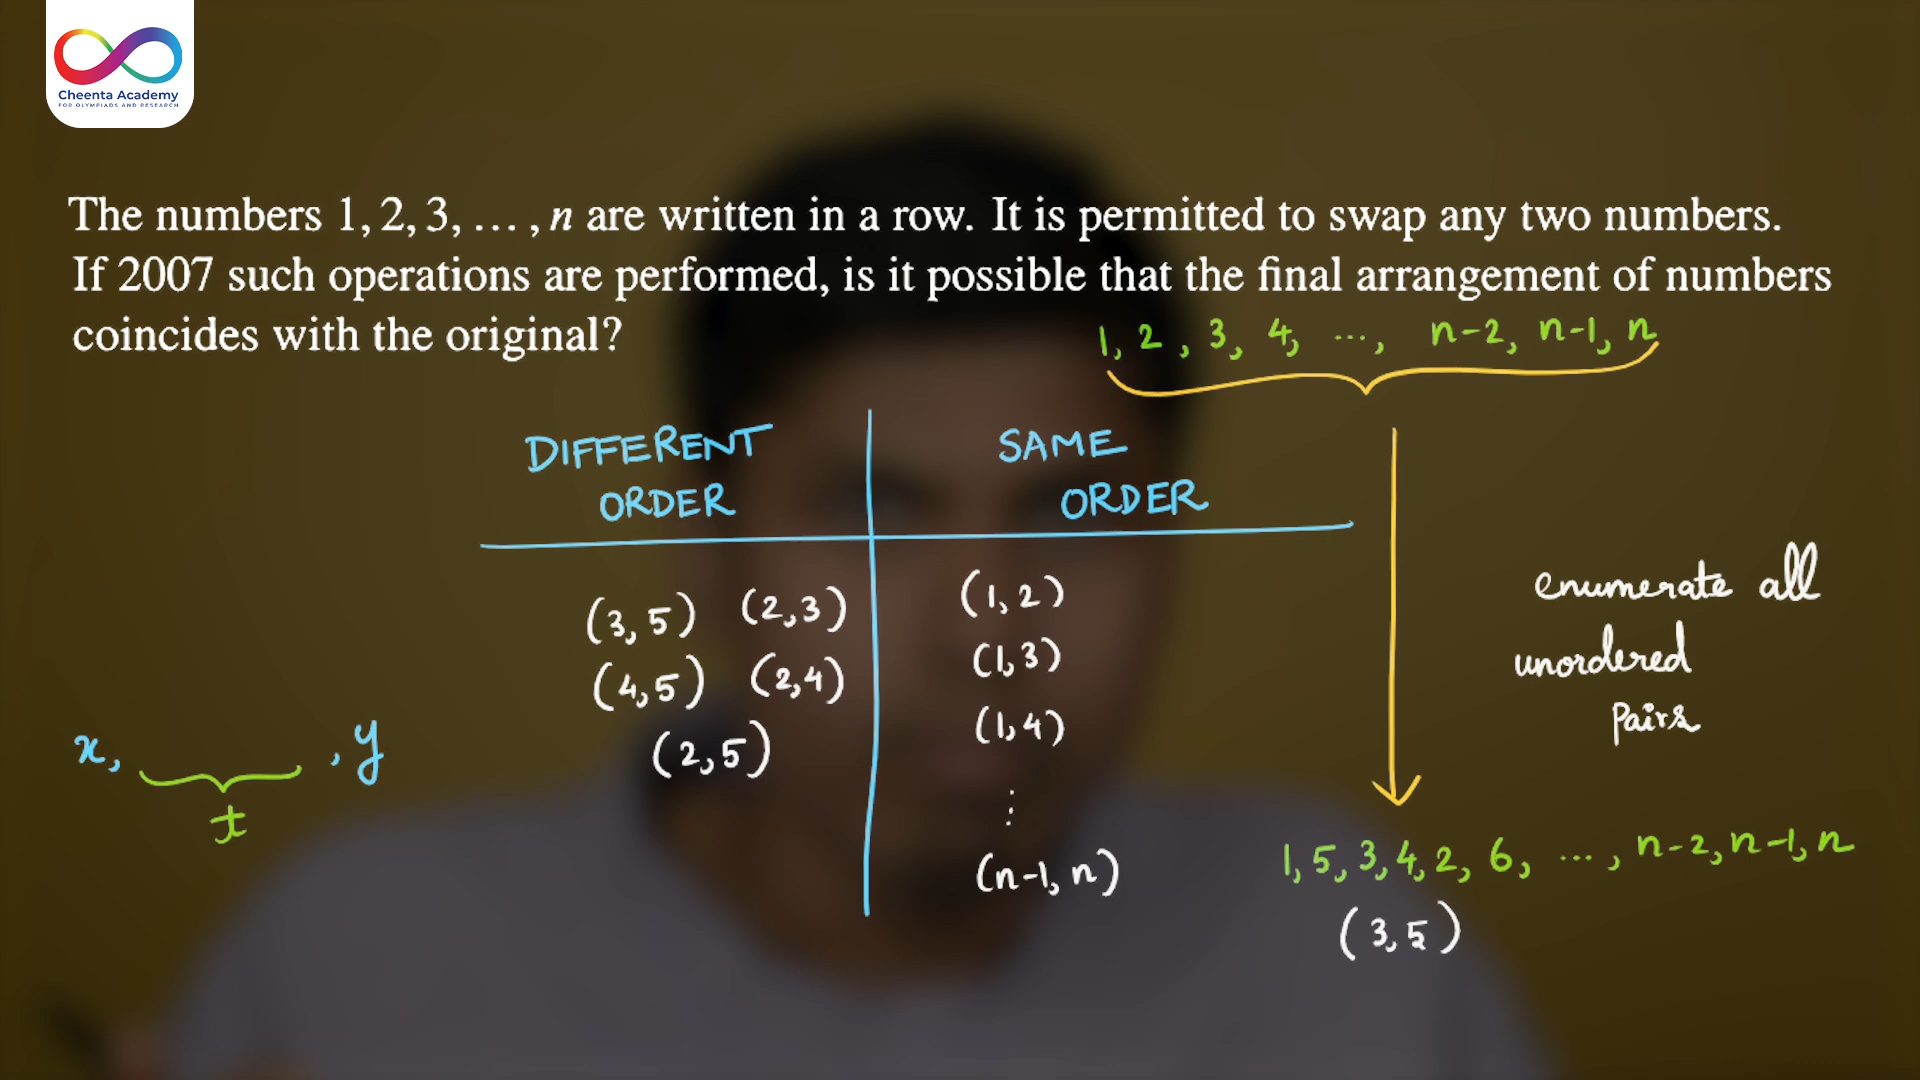 Cheenta Academy
FOR OLYMPIADS AND RESEARCH
The numbers 1, 2, 3, ... , n are written in a row. It is permitted to swap any two numbers.
If 2007 such operations are performed, is it possible that the final arrangement of numbers
coincides with the original?
1, 2, 3, 4, ..., n-2, n-1, n
DIFFERENT ORDER
SAME ORDER
(3, 5) (2, 3)
(4, 5) (2, 4)
(2, 5)
(1, 2)
(1, 3)
(1, 4)
⋮
(n-1, n)
enumerate all
unordered
pairs
x, , y
t
1, 5, 3, 4, 2, 6, ..., n-2, n-1, n
(3, 5)